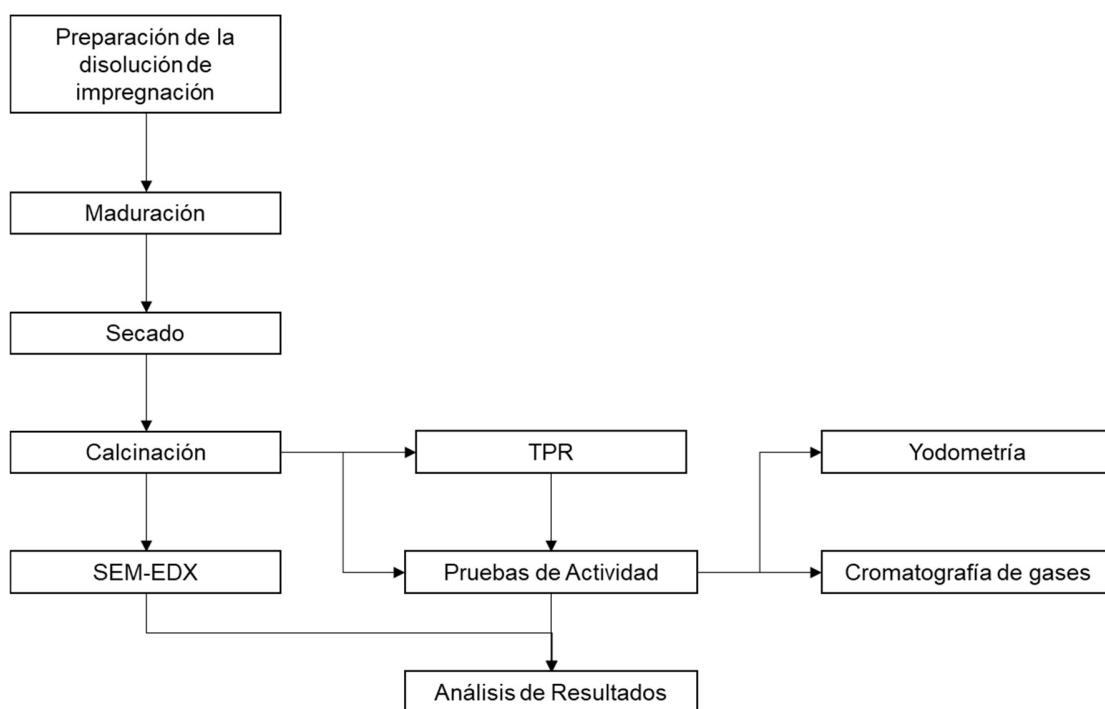 Preparación de la
disolución de
impregnación
Maduración
Secado
Calcinación
TPR
Yodometría
SEM-EDX
Pruebas de Actividad
Cromatografía de gases
Análisis de Resultados